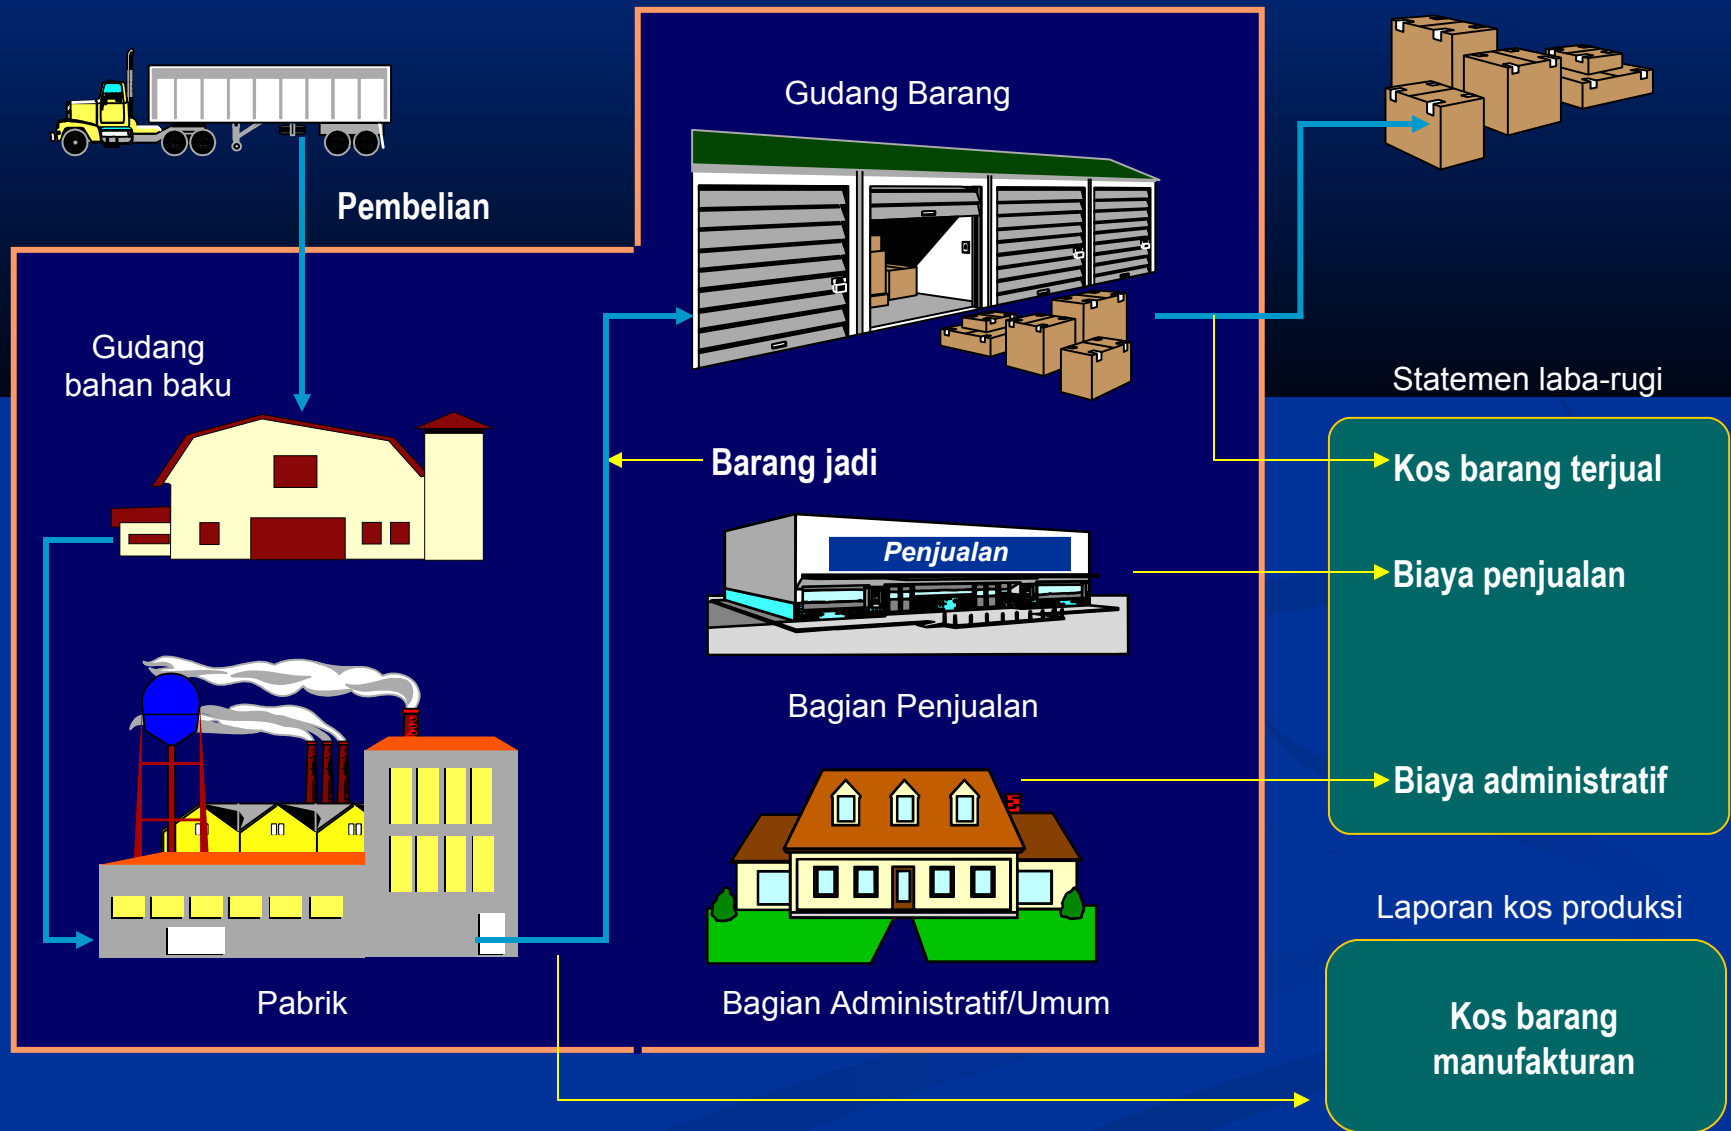 Gudang Barang
Pembelian
Gudang
bahan baku
Statemen laba-rugi
Barang jadi
Kos barang terjual
Penjualan
Biaya penjualan
Bagian Penjualan
Biaya administratif
Laporan kos produksi
Pabrik
Bagian Administratif/Umum
Kos barang
manufakturan